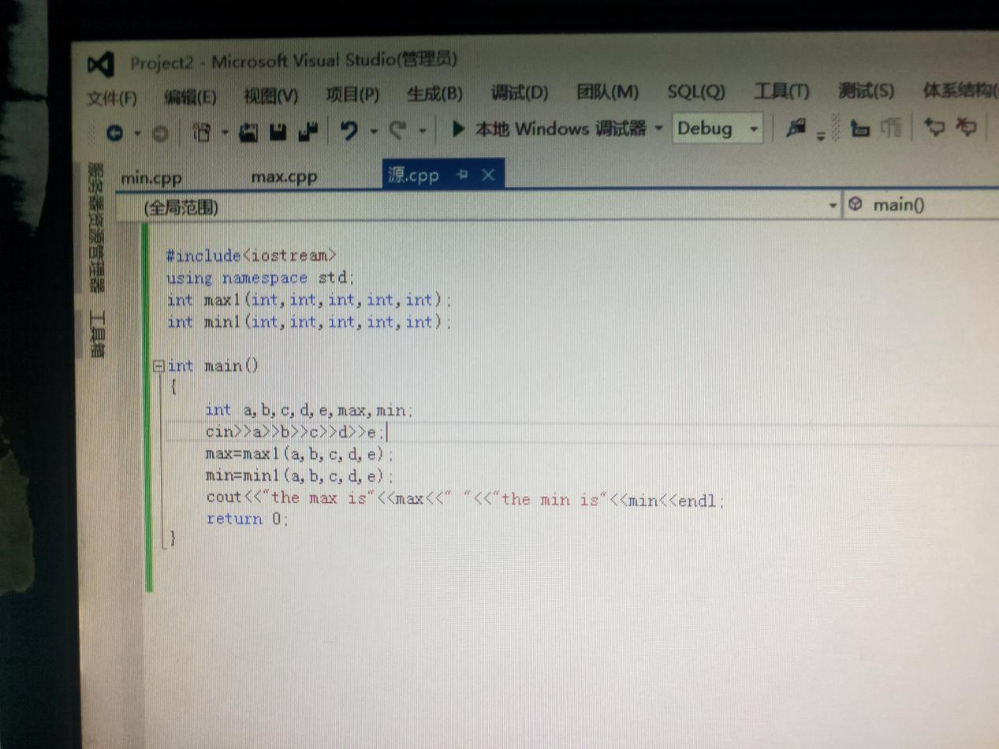 Project2 - Microsoft Visual Studio(管理员)
文件(F) 编辑(E) 视图(V) 项目(P) 生成(B) 调试(D) 团队(M) SQL(Q) 工具(T) 测试(S) 体系结构(
本地 Windows 调试器 Debug
服务器资源管理器
工具箱
min.cpp max.cpp 源.cpp
(全局范围) main()
#include<iostream>
using namespace std;
int max1(int,int,int,int,int);
int min1(int,int,int,int,int);
int main()
{
int a,b,c,d,e,max,min;
cin>>a>>b>>c>>d>>e;
max=max1(a,b,c,d,e);
min=min1(a,b,c,d,e);
cout<<"the max is"<<max<<" "<<"the min is"<<min<<endl;
return 0;
}